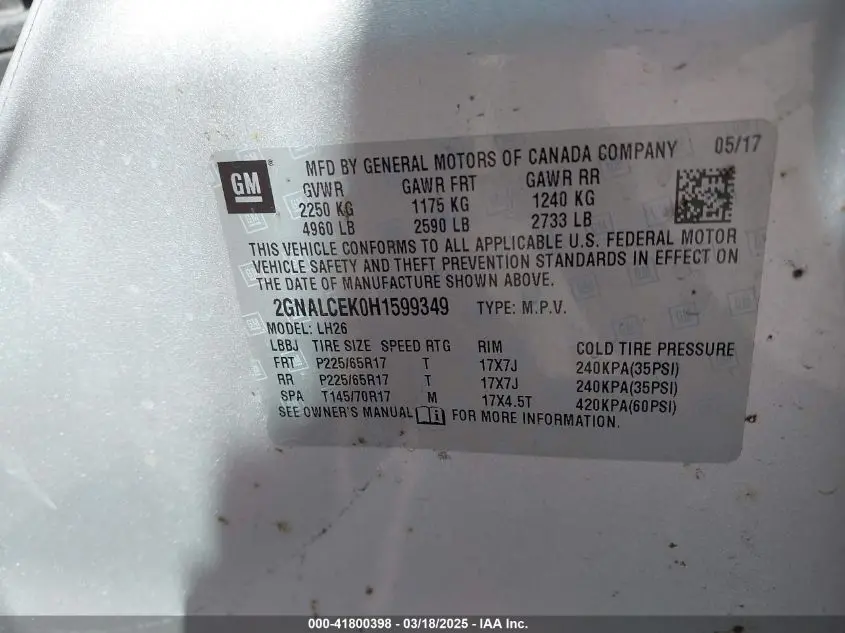 GM
MFD BY GENERAL MOTORS OF CANADA COMPANY 05/17
GVWR GAWR FRT GAWR RR
2250 KG 1175 KG 1240 KG
4960 LB 2590 LB 2733 LB
THIS VEHICLE CONFORMS TO ALL APPLICABLE U.S. FEDERAL MOTOR
VEHICLE SAFETY AND THEFT PREVENTION STANDARDS IN EFFECT ON
THE DATE OF MANUFACTURE SHOWN ABOVE.
2GNALCEK0H1599349 TYPE: M.P.V.
MODEL: LH26
LBBJ TIRE SIZE SPEED RTG RIM COLD TIRE PRESSURE
FRT P225/65R17 T 17X7J 240KPA(35PSI)
RR P225/65R17 T 17X7J 240KPA(35PSI)
SPA T145/70R17 M 17X4.5T 420KPA(60PSI)
SEE OWNER'S MANUAL FOR MORE INFORMATION.
000-41800398 - 03/18/2025 - IAA Inc.